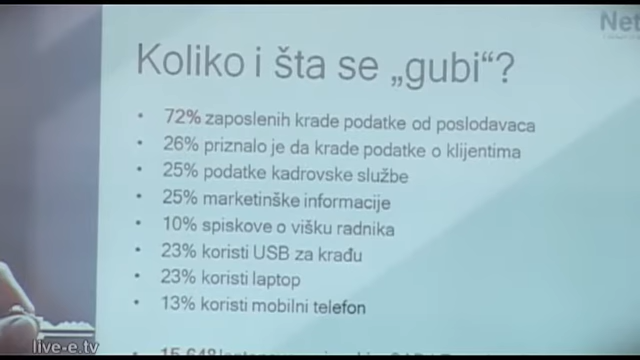 Net
Koliko i šta se „gubi“?
• 72% zaposlenih krade podatke od poslodavaca
• 26% priznalo je da krade podatke o klijentima
• 25% podatke kadrovske službe
• 25% marketinške informacije
• 10% spiskove o višku radnika
• 23% koristi USB za krađu
• 23% koristi laptop
• 13% koristi mobilni telefon
live-e.tv